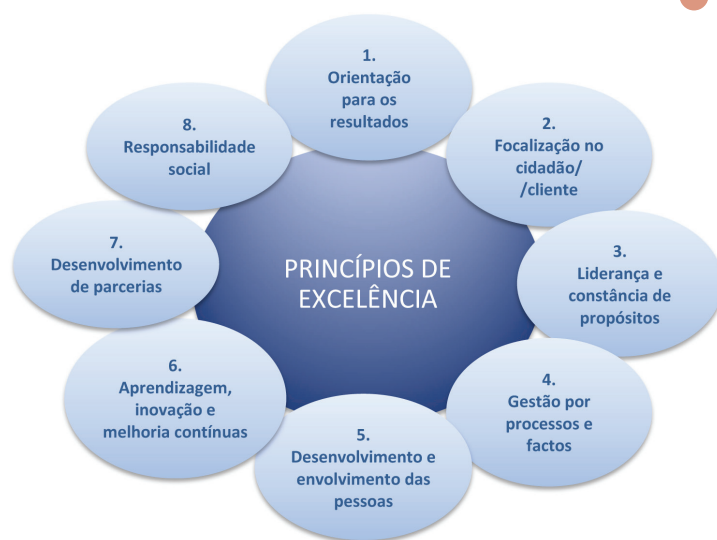 PRINCÍPIOS DE
EXCELÊNCIA
1.
Orientação
para os
resultados
2.
Focalização no
cidadão/
/cliente
3.
Liderança e
constância de
propósitos
4.
Gestão por
processos e
factos
5.
Desenvolvimento e
envolvimento das
pessoas
6.
Aprendizagem,
inovação e
melhoria contínuas
7.
Desenvolvimento
de parcerias
8.
Responsabilidade
social